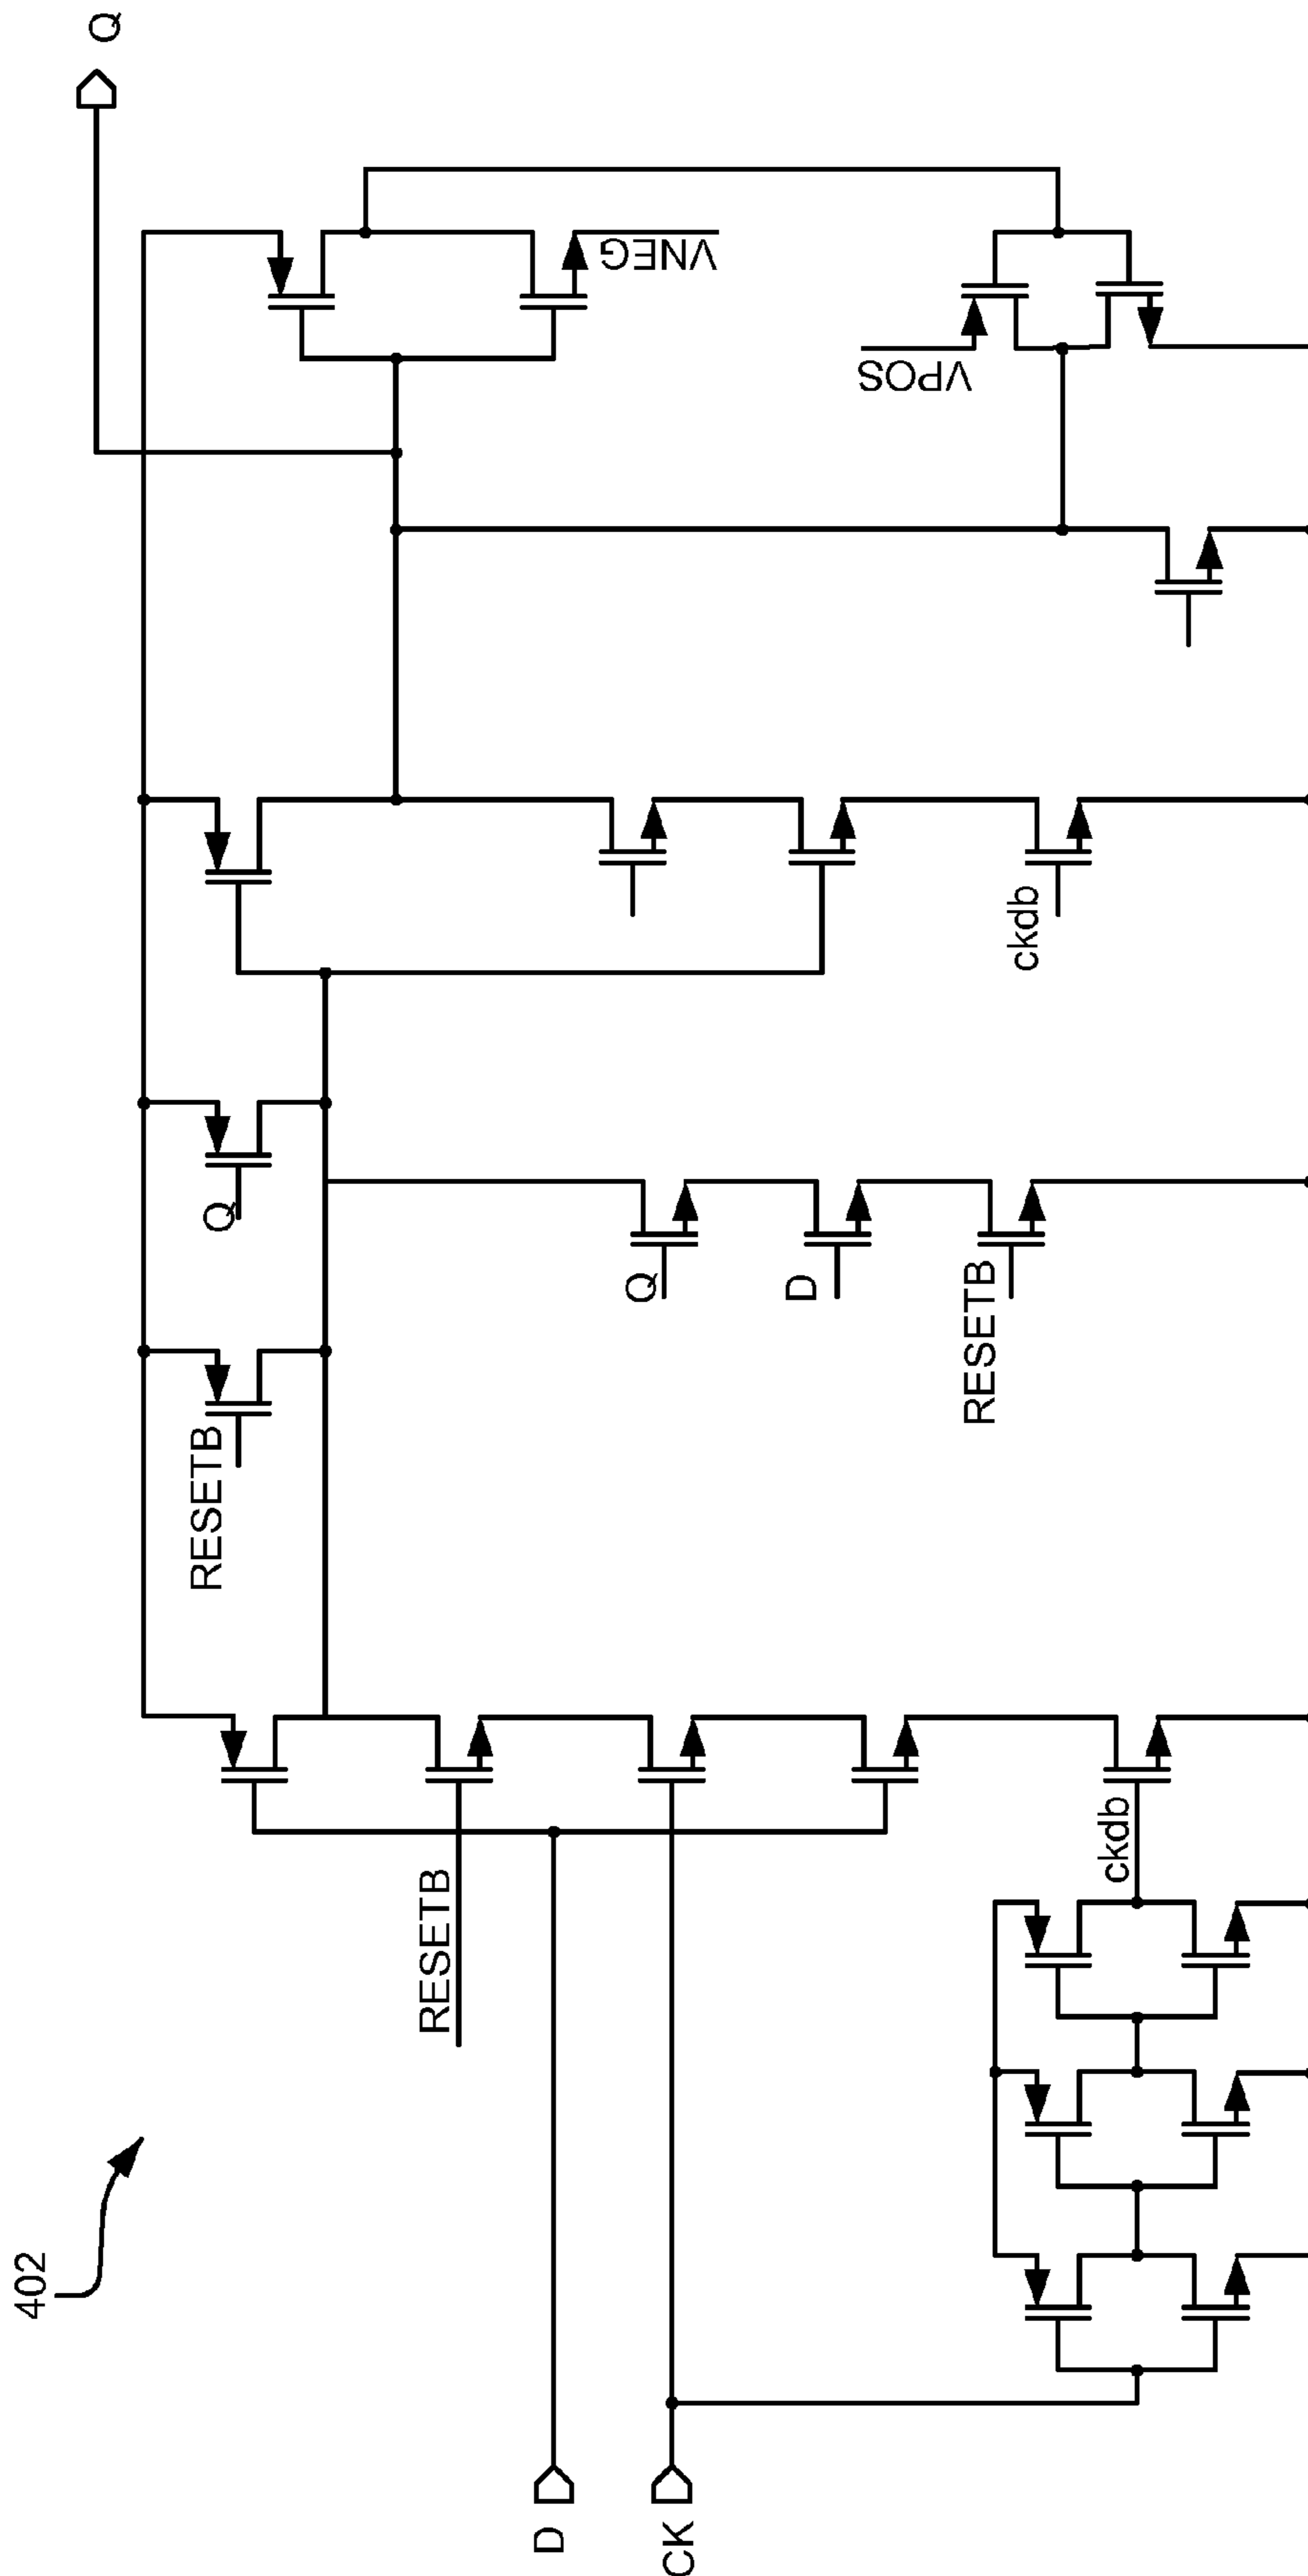 402
Q
VNEG
VPOS
ckdb
Q
Q
D
RESETB
RESETB
RESETB
ckdb
D
CK